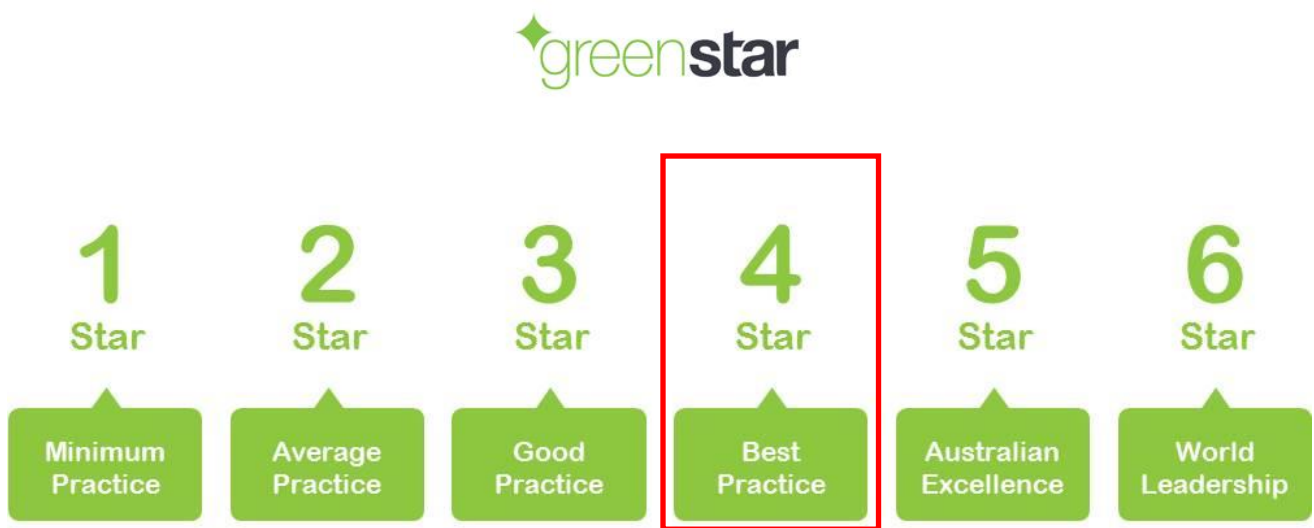 greenstar
1 2 3 4 5 6
Star Star Star Star Star Star
Minimum Average Good Best Australian World
Practice Practice Practice Practice Excellence Leadership